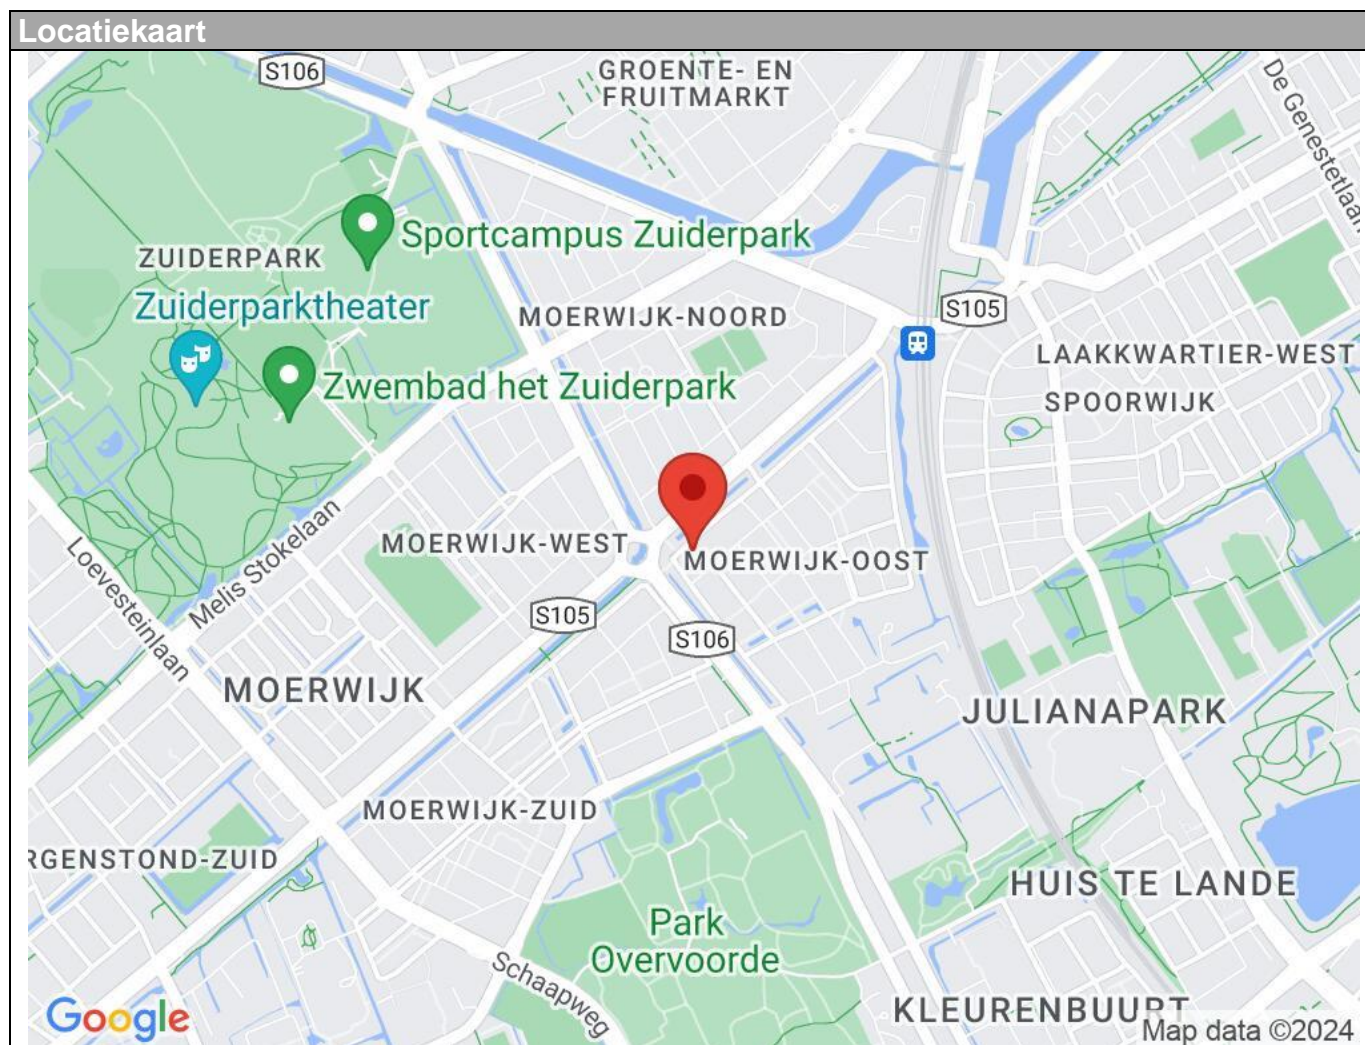 Locatiekaart
S106
GROENTE- EN
FRUITMARKT
De Genestetlaan
Sportcampus Zuiderpark
ZUIDERPARK
Zuiderparktheater
MOERWIJK-NOORD
S105
LAAKKWARTIER-WEST
Zwembad het Zuiderpark
SPOORWIJK
Melis Stokelaan
MOERWIJK-WEST
MOERWIJK-OOST
Loevesteinlaan
S105
S106
MOERWIJK
JULIANAPARK
MOERWIJK-ZUID
RGENSTOND-ZUID
HUIS TE LANDE
Park
Overvoorde
Schaapweg
KLEURENBUURT
Google
Map data ©2024